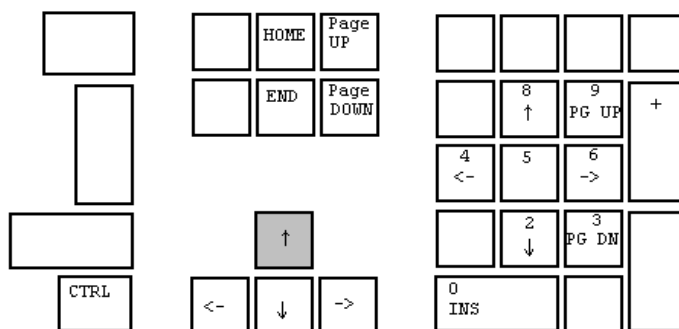 HOME
Page
UP
END
Page
DOWN
8
↑
9
PG UP
+
4
<-
5
6
->
↑
2
↓
3
PG DN
CTRL
<-
↓
->
0
INS